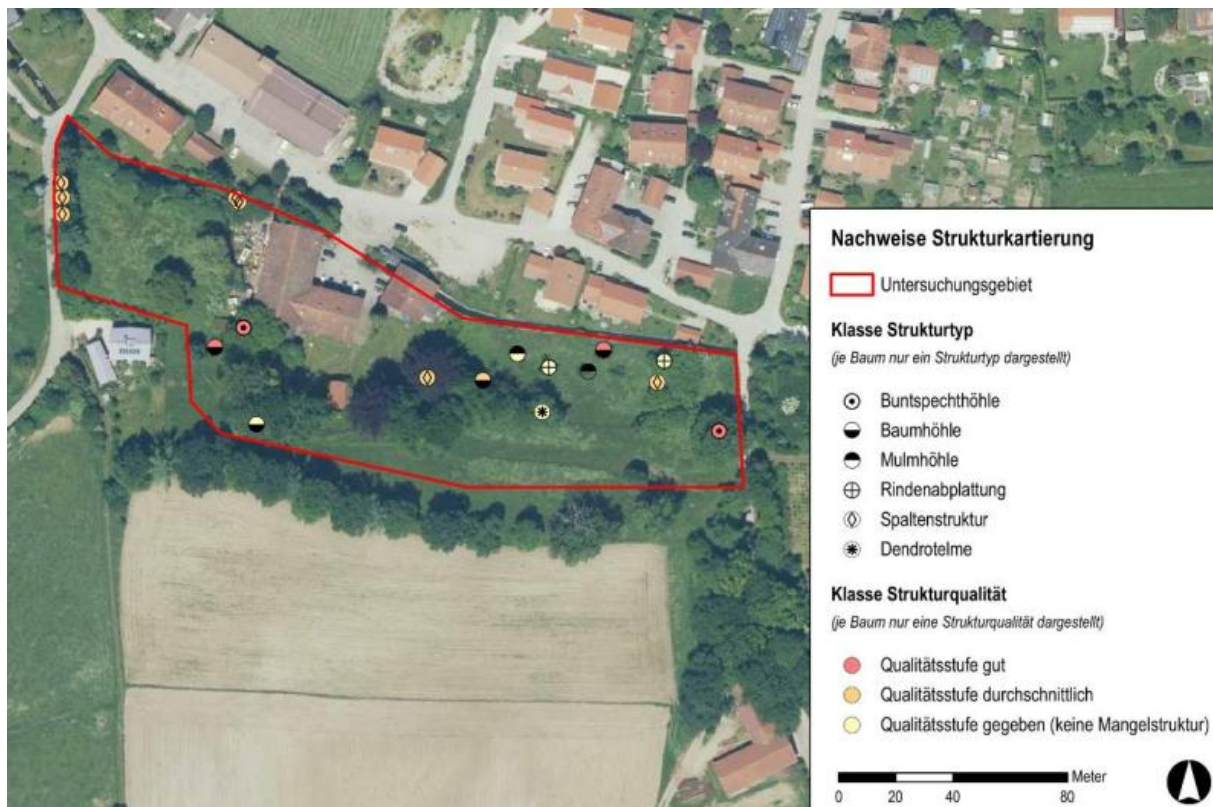 Nachweise Strukturkartierung
Untersuchungsgebiet
Klasse Strukturtyp
(je Baum nur ein Strukturtyp dargestellt)
Buntspechthöhle
Baumhöhle
Mulmhöhle
Rindenabplattung
Spaltenstruktur
Dendrotelme
Klasse Strukturqualität
(je Baum nur eine Strukturqualität dargestellt)
Qualitätsstufe gut
Qualitätsstufe durchschnittlich
Qualitätsstufe gegeben (keine Mangelstruktur)
Meter
0 20 40 80